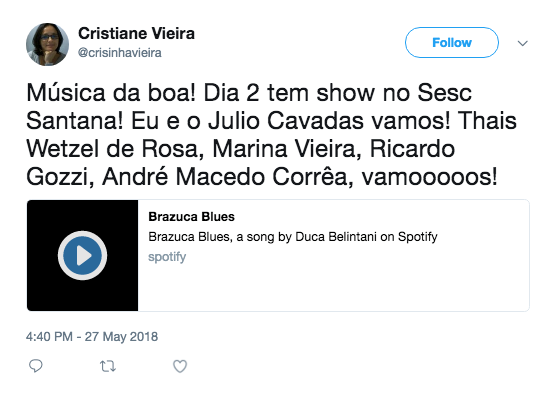 Cristiane Vieira
@crisinhavieira
Follow
Música da boa! Dia 2 tem show no Sesc
Santana! Eu e o Julio Cavadas vamos! Thais
Wetzel de Rosa, Marina Vieira, Ricardo
Gozzi, André Macedo Corrêa, vamooooos!
Brazuca Blues
Brazuca Blues, a song by Duca Belintani on Spotify
spotify
4:40 PM - 27 May 2018